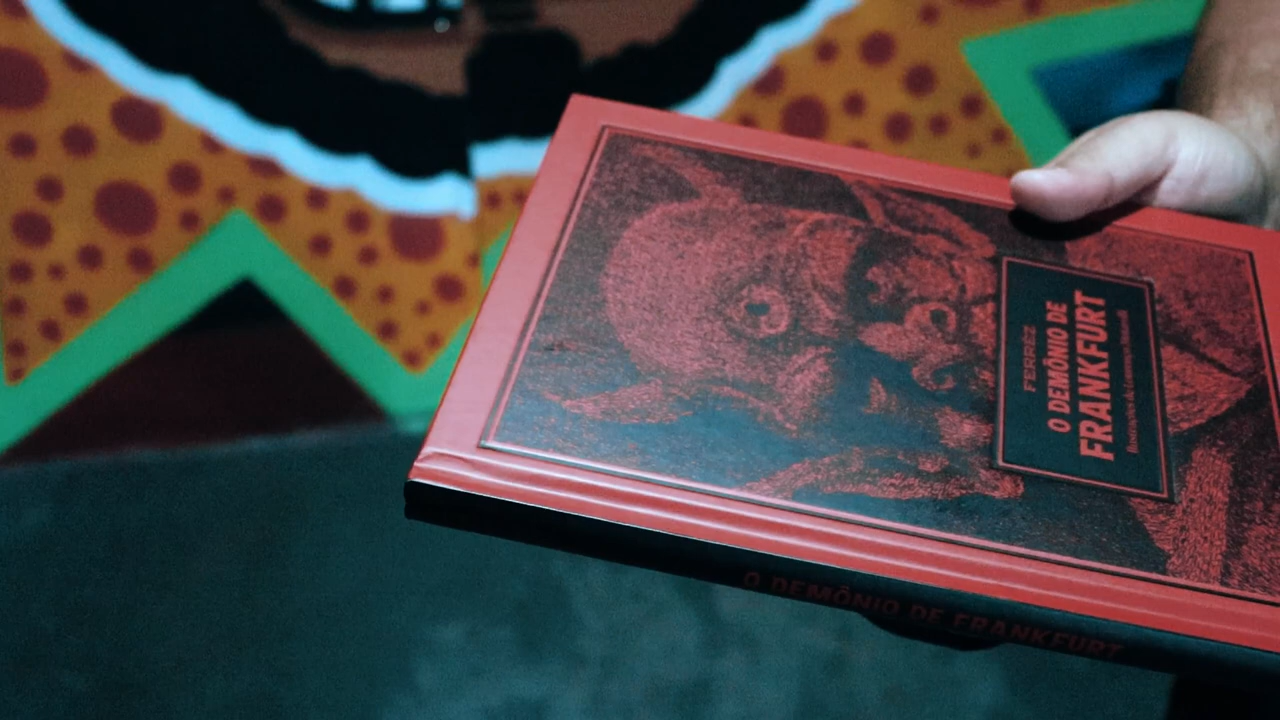 FERRÉZ
O DEMÔNIO DE
FRANKFURT
O DEMÔNIO DE FRANKFURT